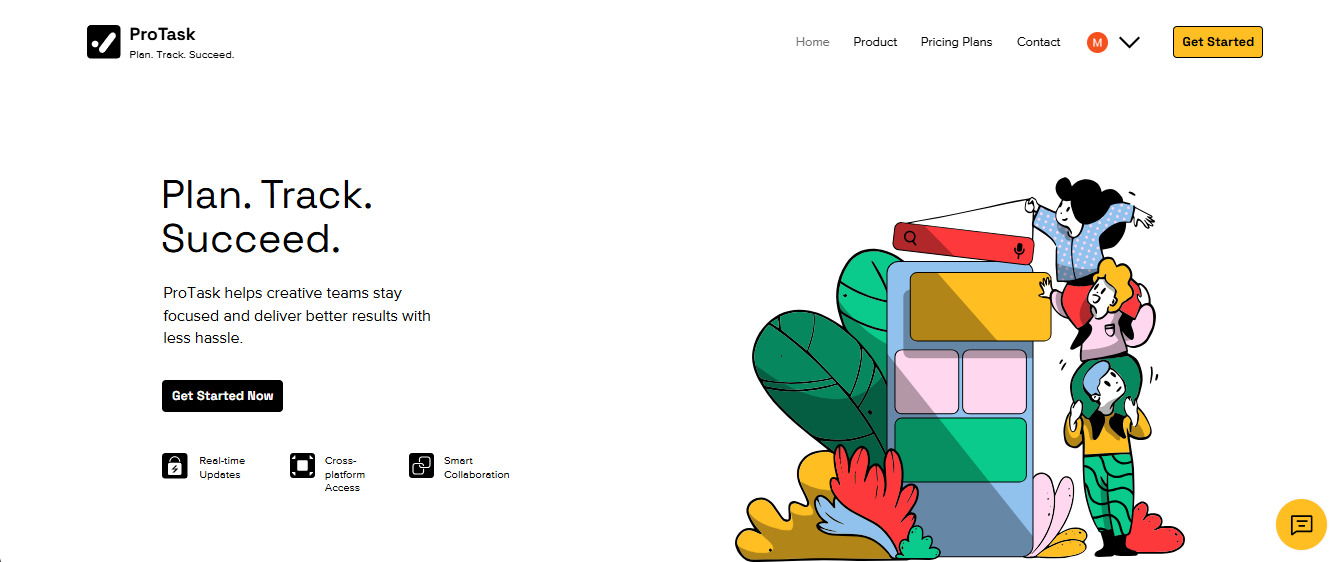 ProTask
Plan. Track. Succeed.
Home Product Pricing Plans Contact M Get Started
Plan. Track.
Succeed.
ProTask helps creative teams stay
focused and deliver better results with
less hassle.
Get Started Now
Real-time
Updates
Cross-
platform
Access
Smart
Collaboration